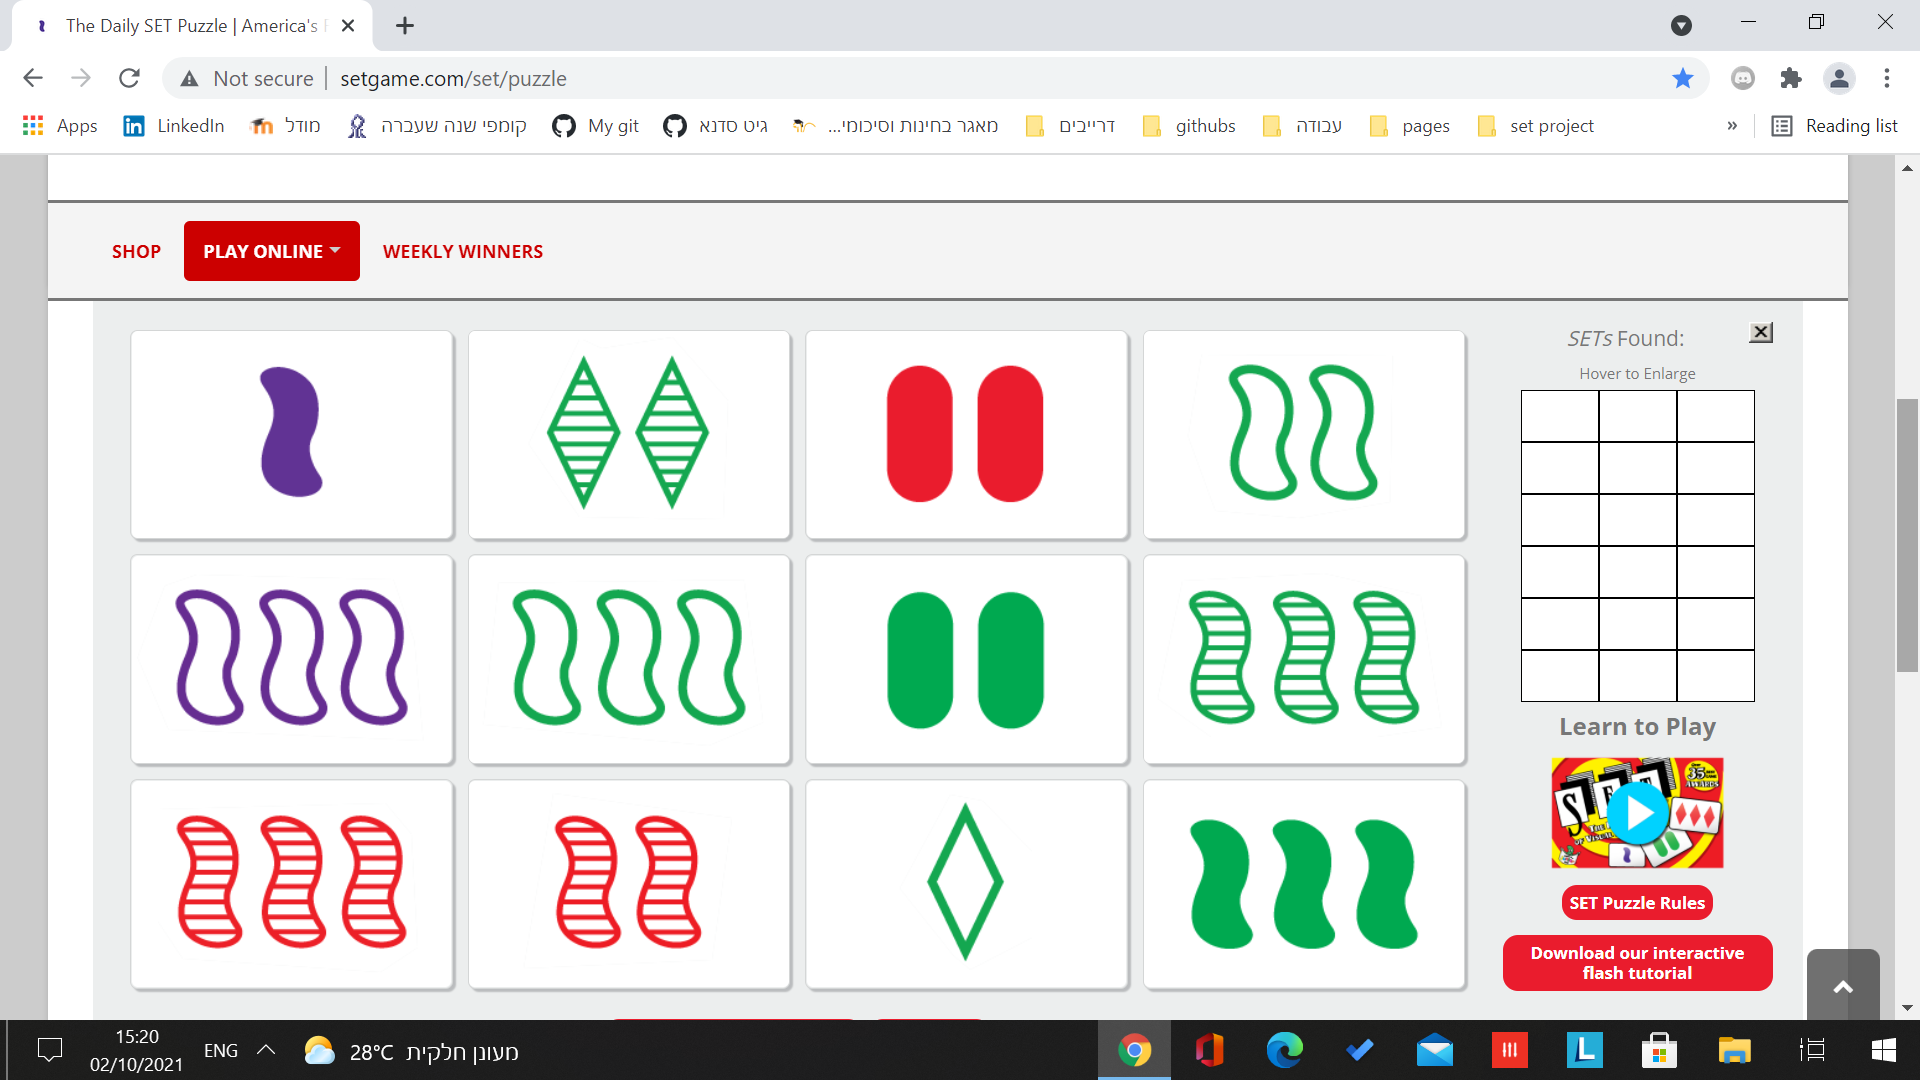 The Daily SET Puzzle | America's
Not secure
setgame.com/set/puzzle
Apps
LinkedIn
מודל
קומפי שנה שעברה
My git
גיט סדנא
מאגר בחינות וסיכומי...
דרייבים
githubs
עבודה
pages
set project
»
Reading list
SHOP
PLAY ONLINE
WEEKLY WINNERS
SETs Found:
Hover to Enlarge
Learn to Play
SET Puzzle Rules
Download our interactive
flash tutorial
15:20
02/10/2021
ENG
28°C
מעונן חלקית